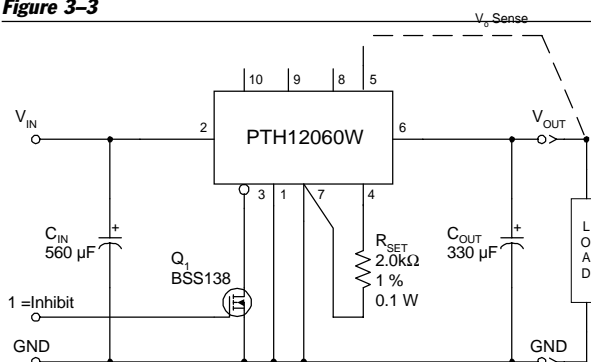 Figure 3–3
Vo Sense
10
9
8
5
VIN
2
PTH12060W
6
VOUT
3
1
7
4
CIN
560 µF
+
Q1
BSS138
RSET
2.0kΩ
1 %
0.1 W
COUT
330 µF
+
L
O
A
D
1 =Inhibit
GND
GND